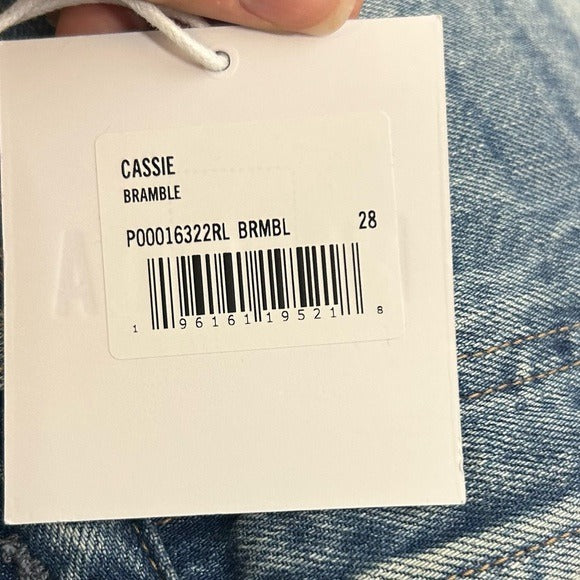 CASSIE
BRAMBLE
P00016322RL BRMBL 28
1 96161 19521 8